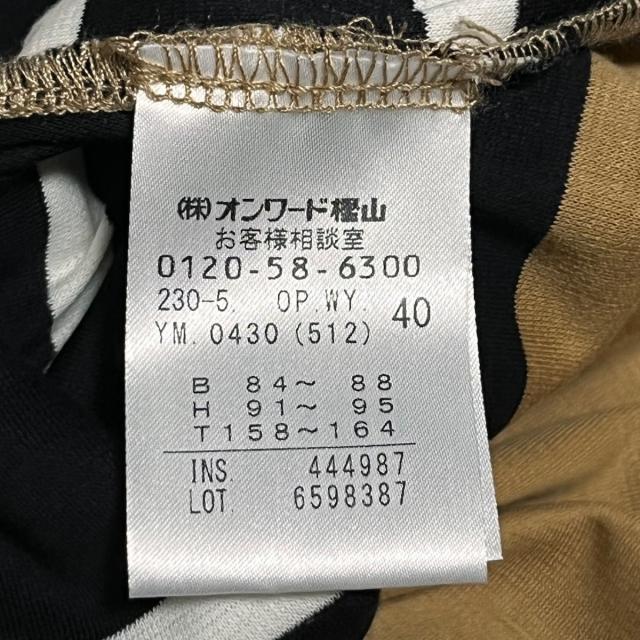 (株)オンワード樫山
お客様相談室
0120-58-6300
230-5. OP.WY. 40
YM. 0430 (512)
B 84〜 88
H 91〜 95
T 158〜164
INS. 444987
LOT. 6598387